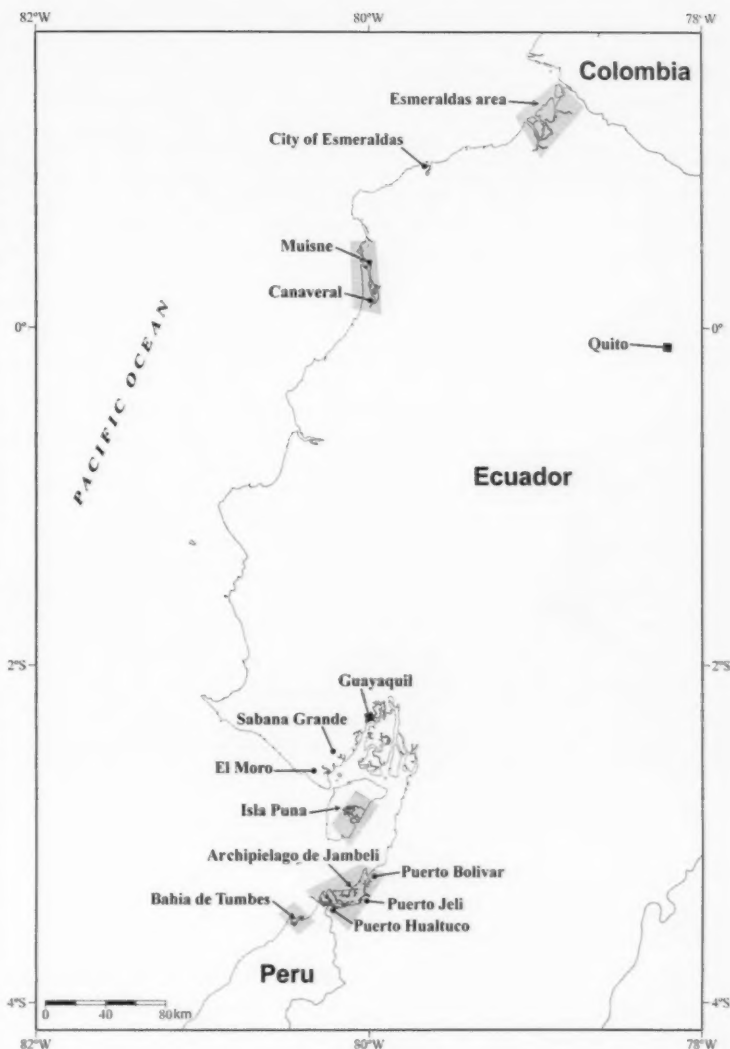 82°W 80°W 78°W
Colombia
Esmeraldas area
City of Esmeraldas
Muisne
Canaveral
0° 0°
Quito
PACIFIC OCEAN
Ecuador
2°S 2°S
Guayaquil
Sabana Grande
El Moro
Isla Puna
Archipielago de Jambeli
Puerto Bolivar
Bahia de Tumbes
Puerto Jeli
Puerto Hualtuco
Peru
4°S 4°S
0 40 80km
82°W 80°W 78°W